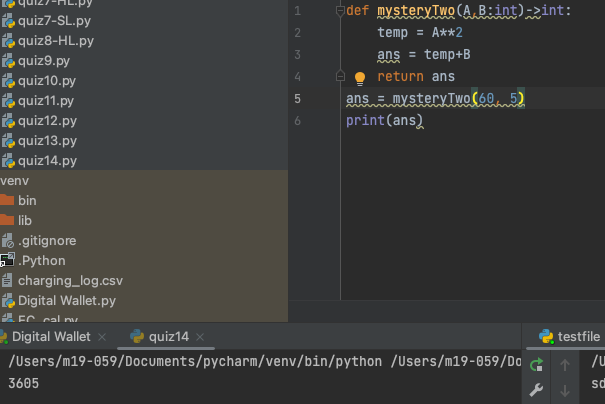 quiz7-HL.py
quiz7-SL.py
quiz8-HL.py
quiz9.py
quiz10.py
quiz11.py
quiz12.py
quiz13.py
quiz14.py
venv
bin
lib
.gitignore
.Python
charging_log.csv
Digital Wallet.py
EC_cal.py
1 def mysteryTwo(A,B:int)->int:
2 temp = A**2
3 ans = temp+B
4 return ans
5 ans = mysteryTwo(60, 5)
6 print(ans)
Digital Wallet × quiz14 ×
/Users/m19-059/Documents/pycharm/venv/bin/python /Users/m19-059/Do
3605
testfile
/U
sd